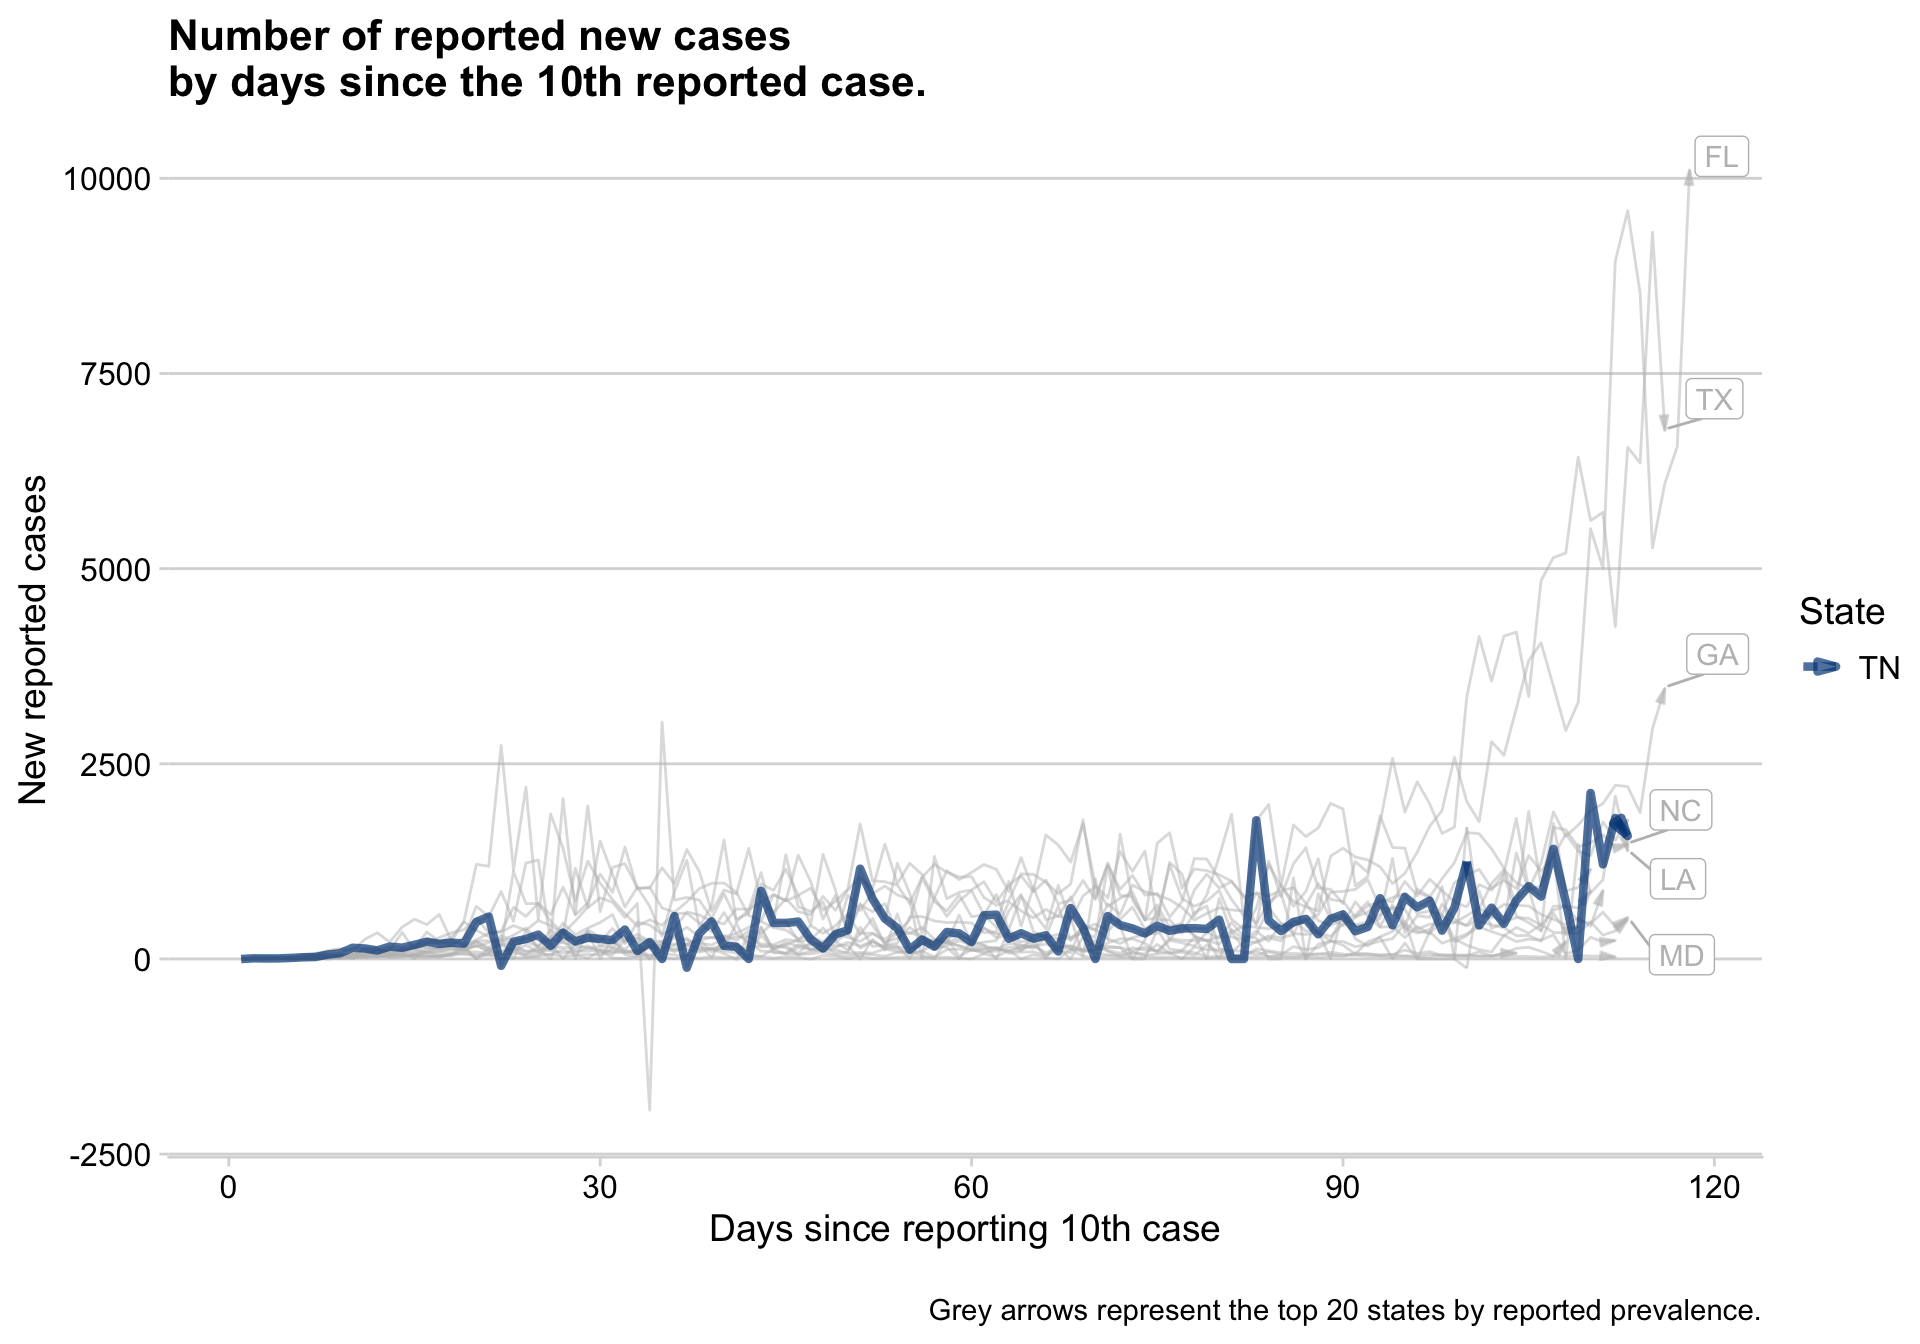 Number of reported new cases
by days since the 10th reported case.
New reported cases
10000
7500
5000
2500
0
-2500
0
30
60
90
120
Days since reporting 10th case
FL
TX
GA
NC
LA
MD
State
TN
Grey arrows represent the top 20 states by reported prevalence.